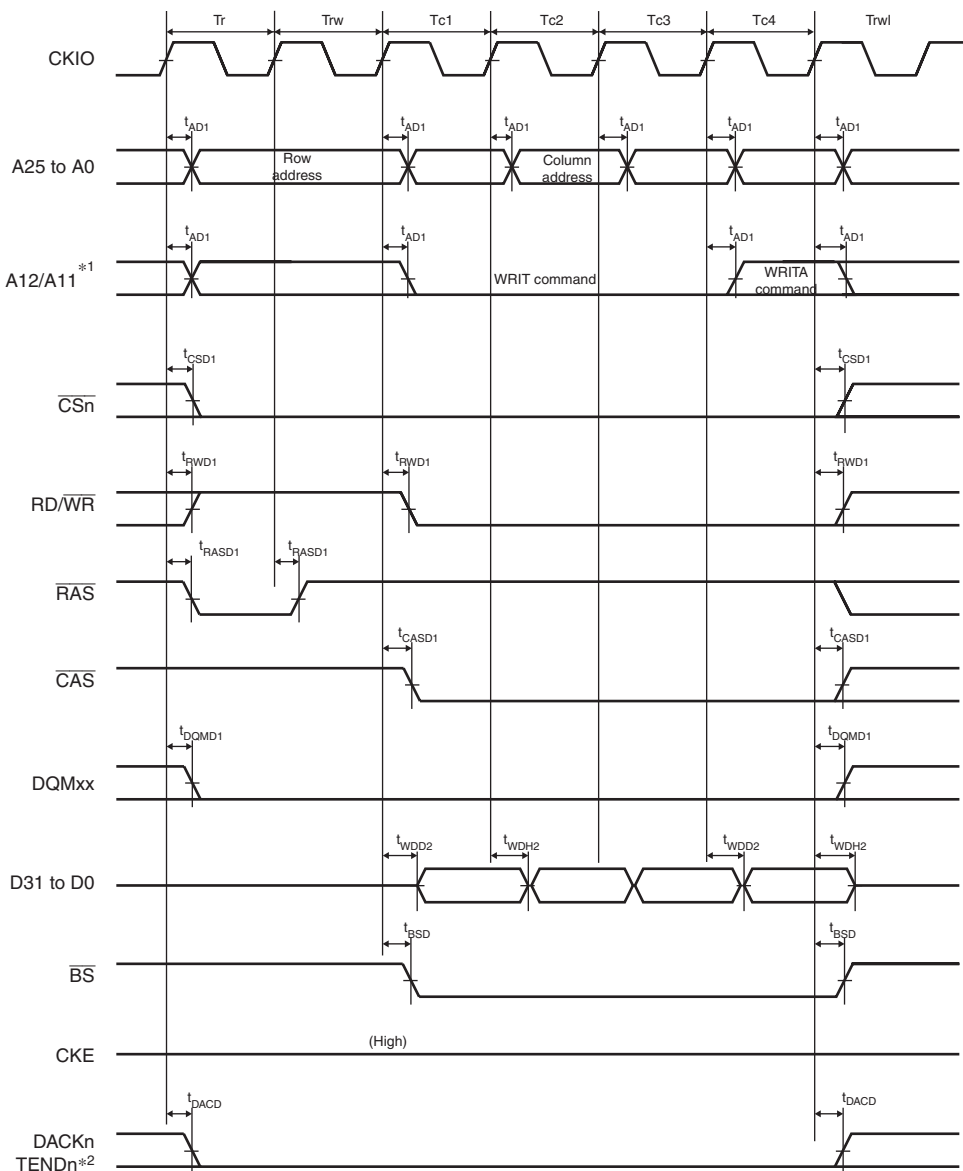 Tr Trw Tc1 Tc2 Tc3 Tc4 Trwl
CKIO
tAD1 tAD1 tAD1 tAD1 tAD1 tAD1
A25 to A0
Row address
Column address
tAD1 tAD1 tAD1 tAD1
A12/A11*1
WRIT command
WRITA command
tCSD1 tCSD1
CSn
tRWD1 tRWD1 tRWD1
RD/WR
tRASD1 tRASD1
RAS
tCASD1 tCASD1
CAS
tDQMD1 tDQMD1
DQMxx
tWDD2 tWDH2 tWDD2 tWDH2
D31 to D0
tBSD tBSD
BS
(High)
CKE
tDACD tDACD
DACKn
TENDn*2